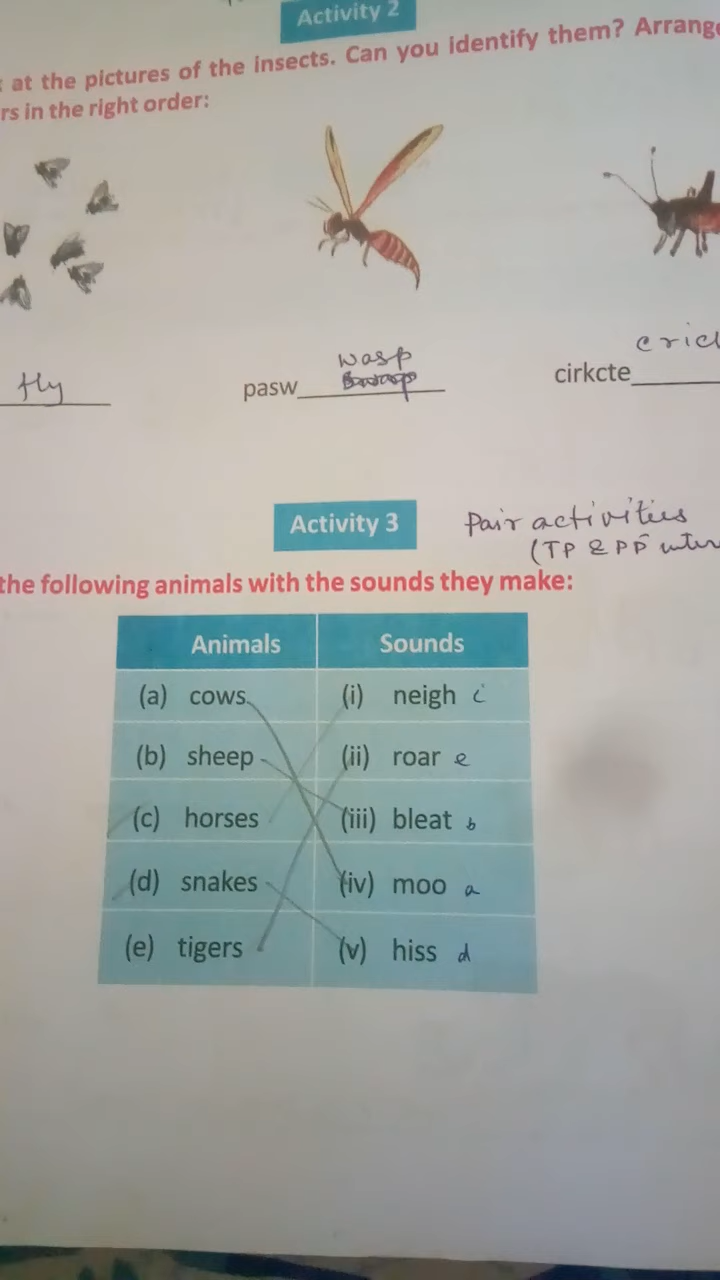 Activity 2
at the pictures of the insects. Can you identify them? Arrange
rs in the right order:
fly
pasw wasp
cirkcte crick
Activity 3
Pair activities
(TP & PP
the following animals with the sounds they make:
Animals Sounds
(a) cows (i) neigh c
(b) sheep (ii) roar e
(c) horses (iii) bleat b
(d) snakes (iv) moo a
(e) tigers (v) hiss d